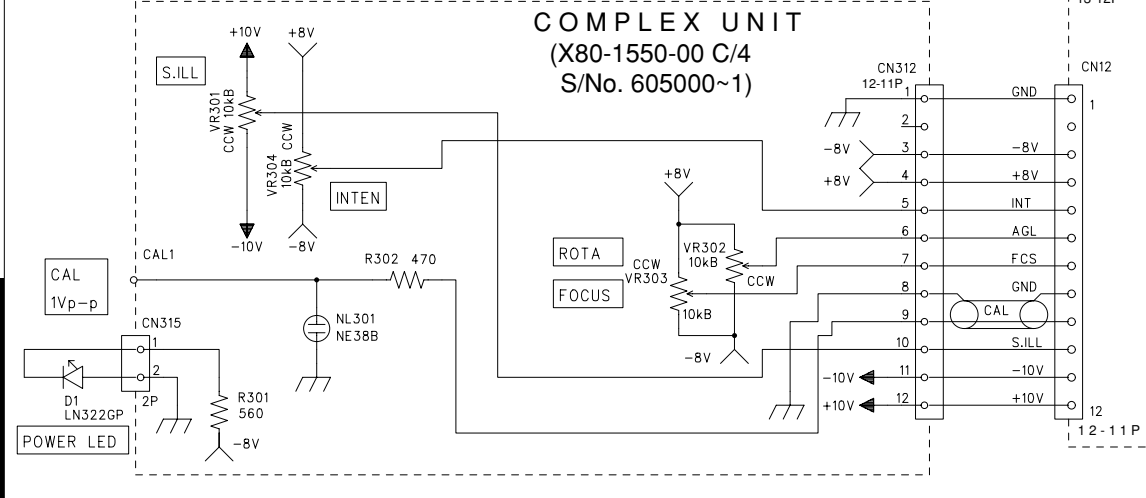 COMPLEX UNIT
(X80-1550-00 C/4
S/No. 605000~1)
+10V
+8V
S.ILL
VR301
CCW 10kB
CCW
VR304
10kB
INTEN
-10V
-8V
CAL
1Vp-p
CAL1
R302 470
NL301
NE38B
CN315
1
2
2P
D1
LN322GP
POWER LED
R301
560
-8V
ROTA
FOCUS
+8V
VR302
10kB
CCW
CCW
VR303
10kB
-8V
CN312
12-11P
CN12
1 GND 1
2
-8V 3 -8V
+8V 4 +8V
5 INT
6 AGL
7 FCS
8 GND
9 CAL
10 S.ILL
-10V 11 -10V
+10V 12 +10V 12
12-11P